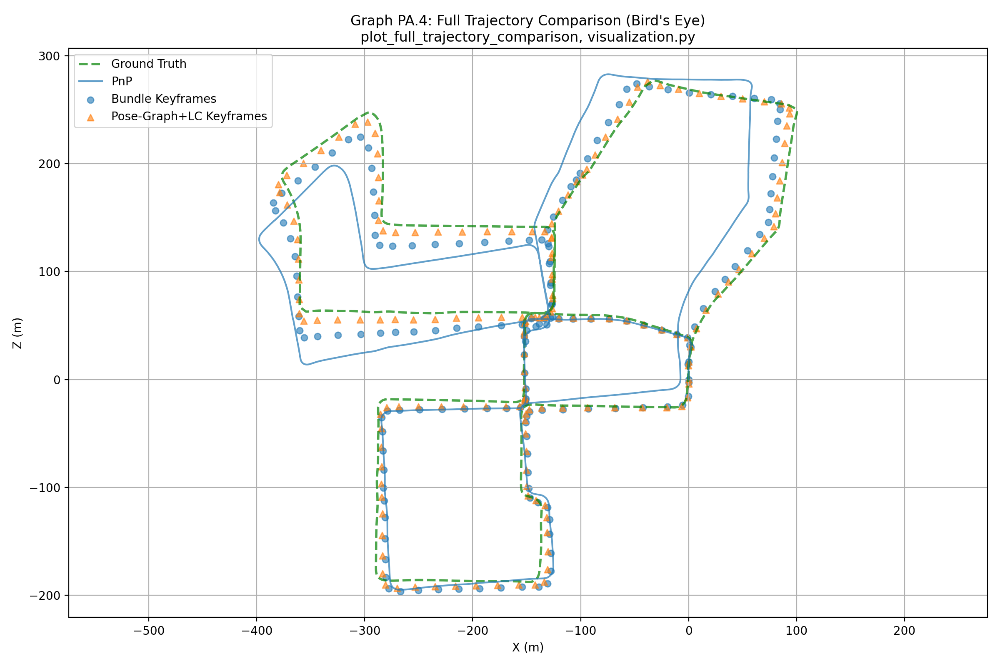 Graph PA.4: Full Trajectory Comparison (Bird's Eye)
plot_full_trajectory_comparison, visualization.py
Ground Truth
PnP
Bundle Keyframes
Pose-Graph+LC Keyframes
300
200
100
0
−100
−200
Z (m)
−500 −400 −300 −200 −100 0 100 200
X (m)